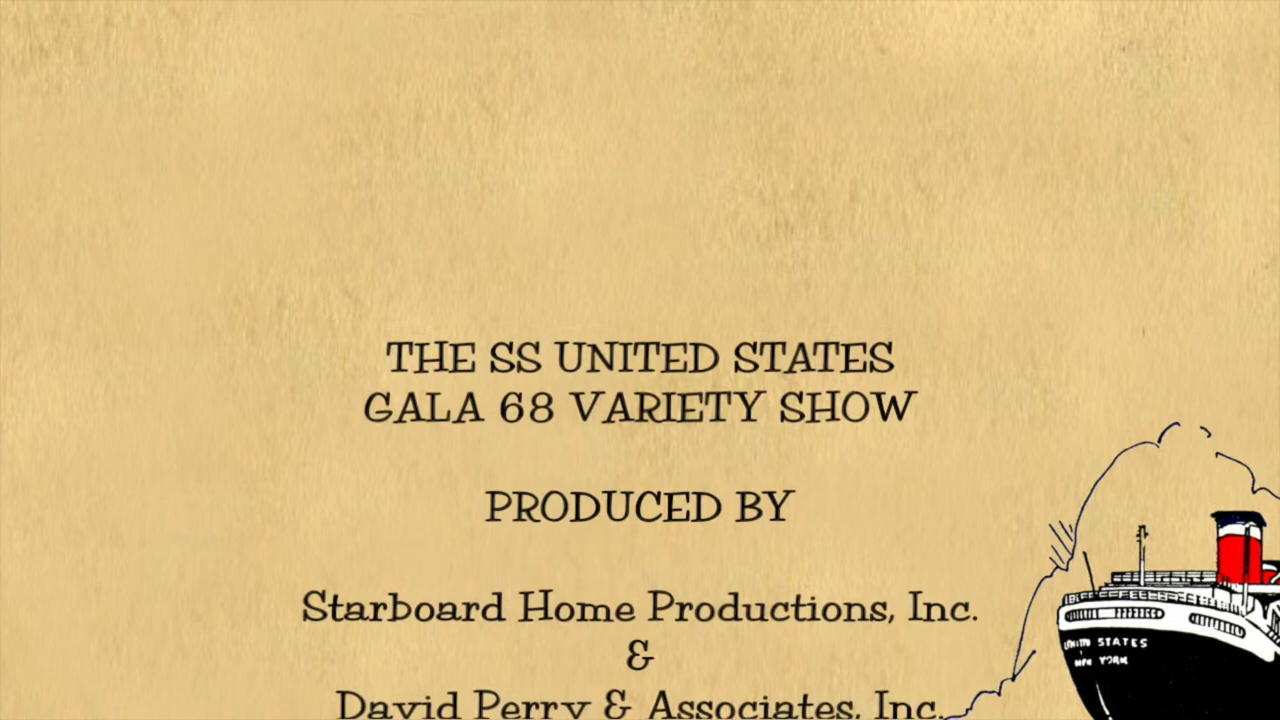 THE SS UNITED STATES
GALA 68 VARIETY SHOW
PRODUCED BY
Starboard Home Productions, Inc.
&
David Perry & Associates, Inc.
UNITED STATES
NEW YORK